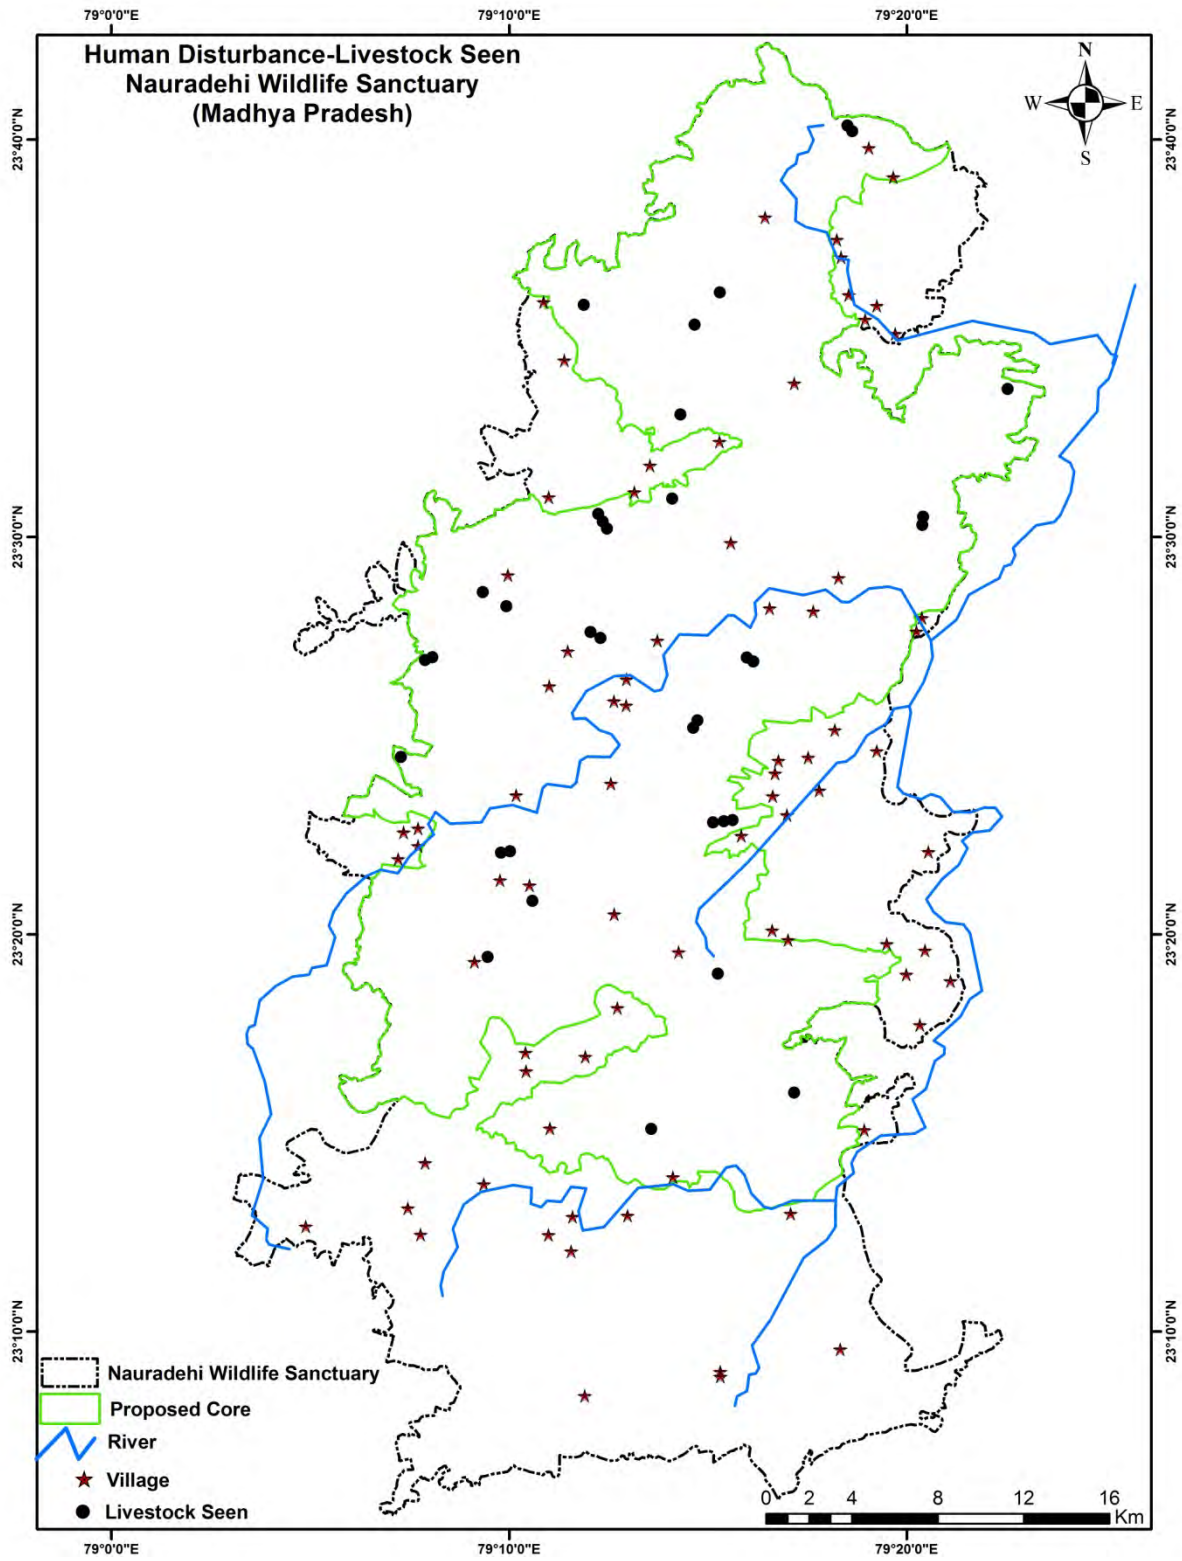 79°0'0"E 79°10'0"E 79°20'0"E
Human Disturbance-Livestock Seen
Nauradehi Wildlife Sanctuary
(Madhya Pradesh)
N
W E
S
23°40'0"N 23°40'0"N
23°30'0"N 23°30'0"N
23°20'0"N 23°20'0"N
23°10'0"N 23°10'0"N
Nauradehi Wildlife Sanctuary
Proposed Core
River
Village
Livestock Seen
0 2 4 8 12 16
Km
79°0'0"E 79°10'0"E 79°20'0"E